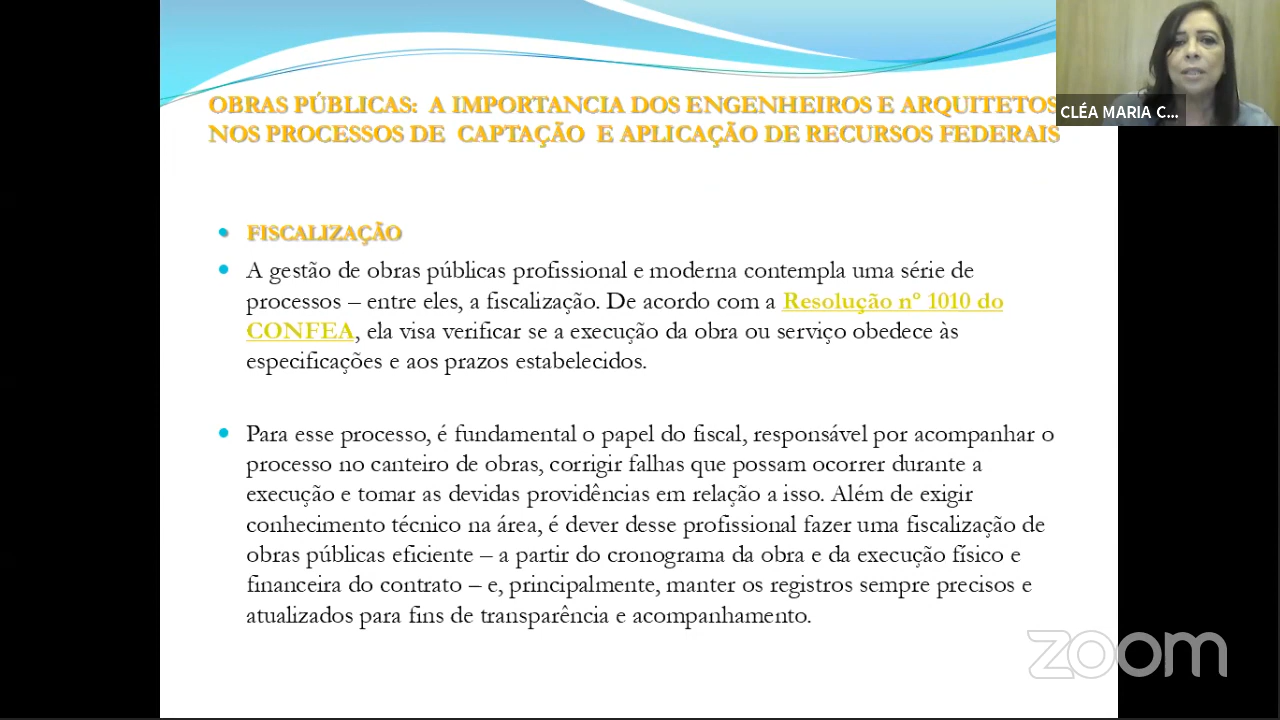 OBRAS PÚBLICAS: A IMPORTANCIA DOS ENGENHEIROS E ARQUITETOS
NOS PROCESSOS DE CAPTAÇÃO E APLICAÇÃO DE RECURSOS FEDERAIS
CLÉA MARIA C...
• FISCALIZAÇÃO
• A gestão de obras públicas profissional e moderna contempla uma série de
processos – entre eles, a fiscalização. De acordo com a Resolução nº 1010 do
CONFEA, ela visa verificar se a execução da obra ou serviço obedece às
especificações e aos prazos estabelecidos.
• Para esse processo, é fundamental o papel do fiscal, responsável por acompanhar o
processo no canteiro de obras, corrigir falhas que possam ocorrer durante a
execução e tomar as devidas providências em relação a isso. Além de exigir
conhecimento técnico na área, é dever desse profissional fazer uma fiscalização de
obras públicas eficiente – a partir do cronograma da obra e da execução físico e
financeira do contrato – e, principalmente, manter os registros sempre precisos e
atualizados para fins de transparência e acompanhamento.
zoom